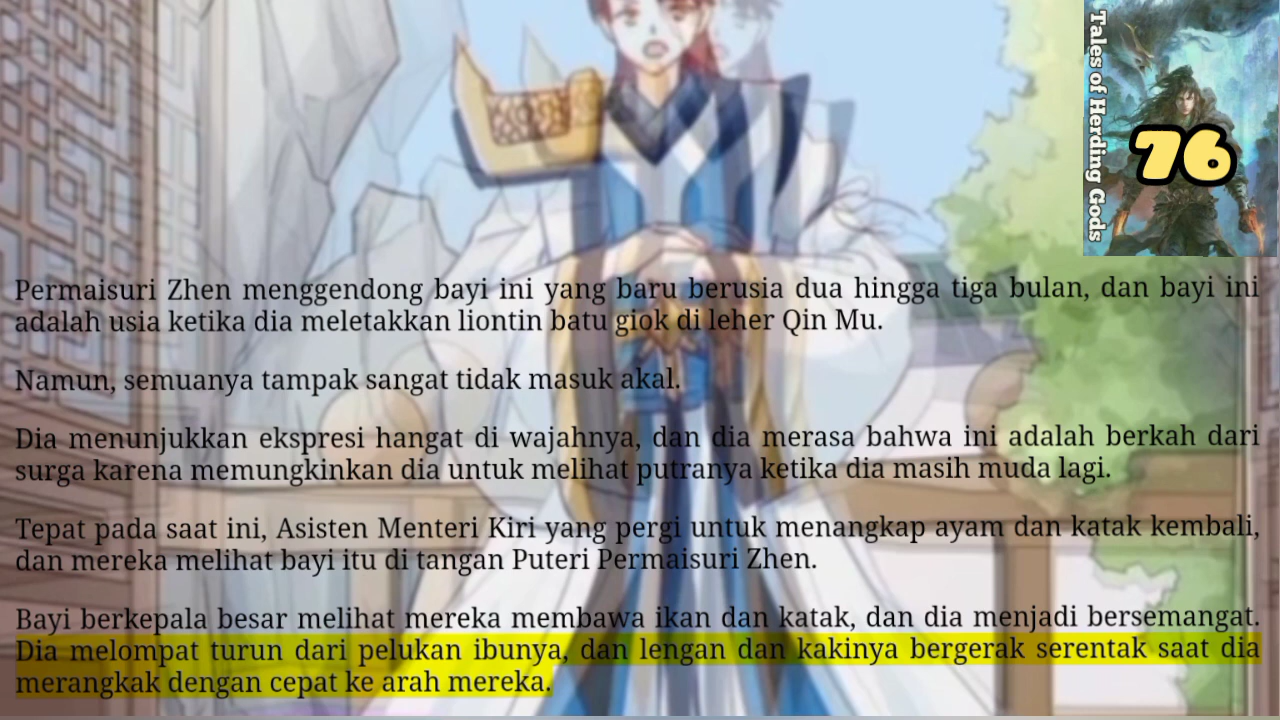 Tales of Herding Gods
76
Permaisuri Zhen menggendong bayi ini yang baru berusia dua hingga tiga bulan, dan bayi ini
adalah usia ketika dia meletakkan liontin batu giok di leher Qin Mu.
Namun, semuanya tampak sangat tidak masuk akal.
Dia menunjukkan ekspresi hangat di wajahnya, dan dia merasa bahwa ini adalah berkah dari
surga karena memungkinkan dia untuk melihat putranya ketika dia masih muda lagi.
Tepat pada saat ini, Asisten Menteri Kiri yang pergi untuk menangkap ayam dan katak kembali,
dan mereka melihat bayi itu di tangan Puteri Permaisuri Zhen.
Bayi berkepala besar melihat mereka membawa ikan dan katak, dan dia menjadi bersemangat.
Dia melompat turun dari pelukan ibunya, dan lengan dan kakinya bergerak serentak saat dia
merangkak dengan cepat ke arah mereka.